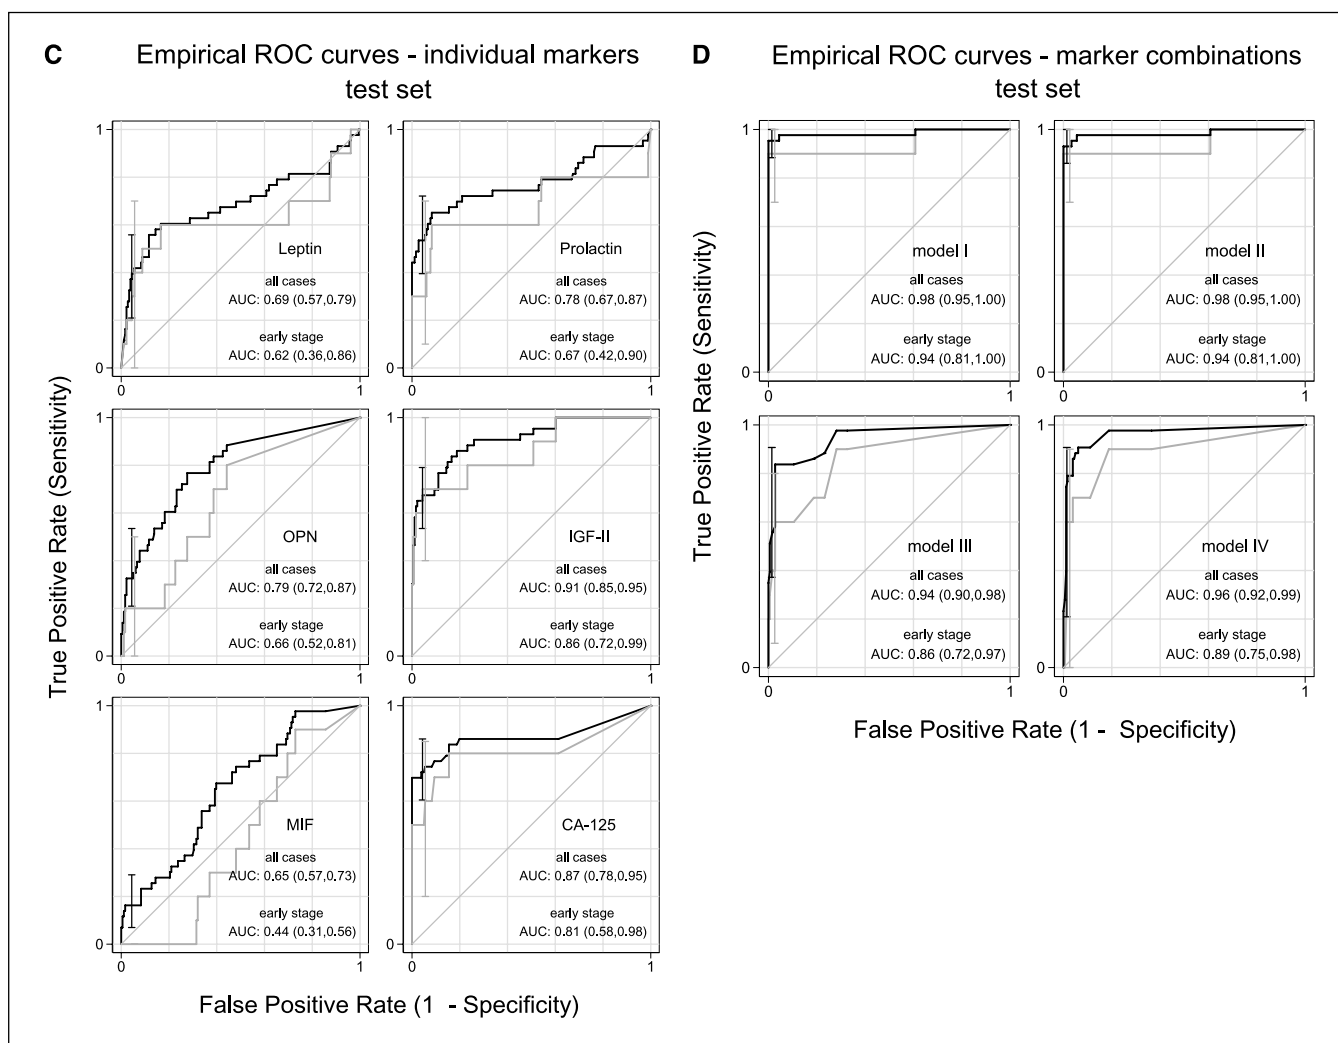 C
Empirical ROC curves - individual markers
test set
1
0
Leptin
all cases
AUC: 0.69 (0.57,0.79)
early stage
AUC: 0.62 (0.36,0.86)
0
1
1
0
Prolactin
all cases
AUC: 0.78 (0.67,0.87)
early stage
AUC: 0.67 (0.42,0.90)
0
1
True Positive Rate (Sensitivity)
1
0
OPN
all cases
AUC: 0.79 (0.72,0.87)
early stage
AUC: 0.66 (0.52,0.81)
0
1
1
0
IGF-II
all cases
AUC: 0.91 (0.85,0.95)
early stage
AUC: 0.86 (0.72,0.99)
0
1
1
0
MIF
all cases
AUC: 0.65 (0.57,0.73)
early stage
AUC: 0.44 (0.31,0.56)
0
1
1
0
CA-125
all cases
AUC: 0.87 (0.78,0.95)
early stage
AUC: 0.81 (0.58,0.98)
0
1
False Positive Rate (1 - Specificity)
D
Empirical ROC curves - marker combinations
test set
1
0
model I
all cases
AUC: 0.98 (0.95,1.00)
early stage
AUC: 0.94 (0.81,1.00)
0
1
1
0
model II
all cases
AUC: 0.98 (0.95,1.00)
early stage
AUC: 0.94 (0.81,1.00)
0
1
True Positive Rate (Sensitivity)
1
0
model III
all cases
AUC: 0.94 (0.90,0.98)
early stage
AUC: 0.86 (0.72,0.97)
0
1
1
0
model IV
all cases
AUC: 0.96 (0.92,0.99)
early stage
AUC: 0.89 (0.75,0.98)
0
1
False Positive Rate (1 - Specificity)